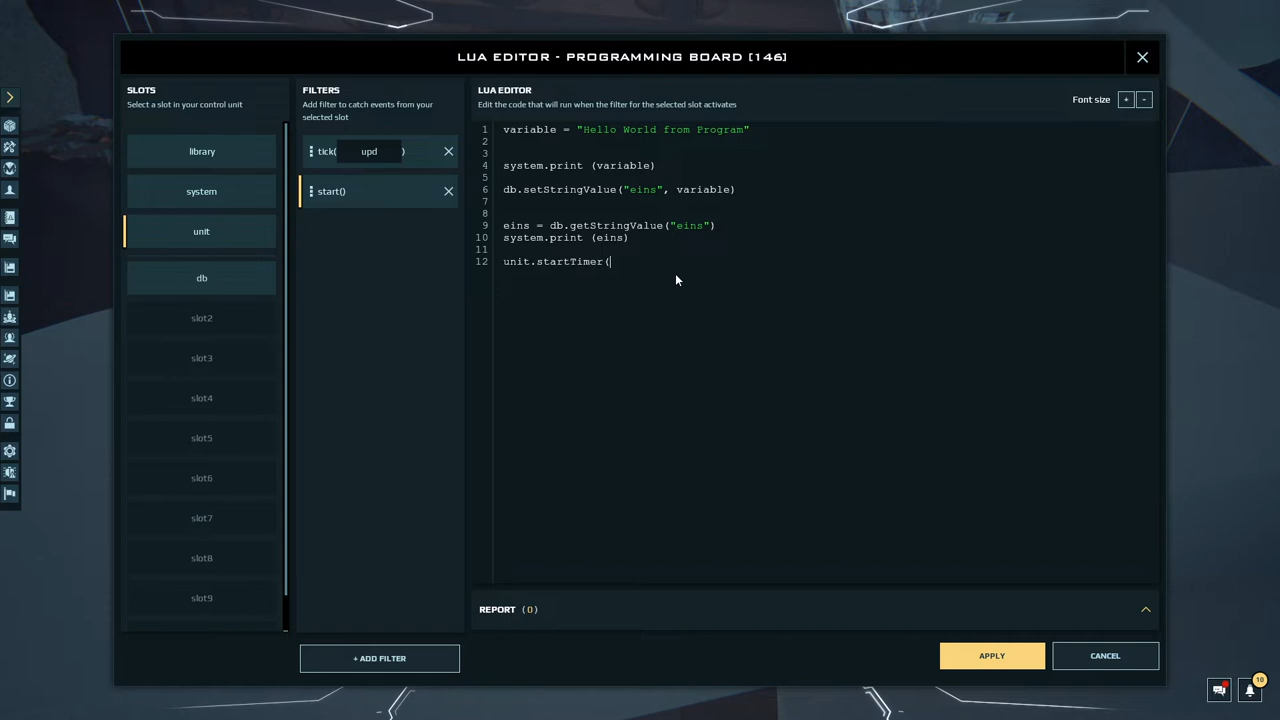 LUA EDITOR - PROGRAMMING BOARD [146]
SLOTS
Select a slot in your control unit
library
system
unit
db
slot2
slot3
slot4
slot5
slot6
slot7
slot8
slot9
FILTERS
Add filter to catch events from your
selected slot
tick( upd )
start()
+ ADD FILTER
LUA EDITOR
Edit the code that will run when the filter for the selected slot activates
Font size + -
1 variable = "Hello World from Program"
2
3
4 system.print (variable)
5
6 db.setStringValue("eins", variable)
7
8
9 eins = db.getStringValue("eins")
10 system.print (eins)
11
12 unit.startTimer(
REPORT (0)
APPLY
CANCEL
10